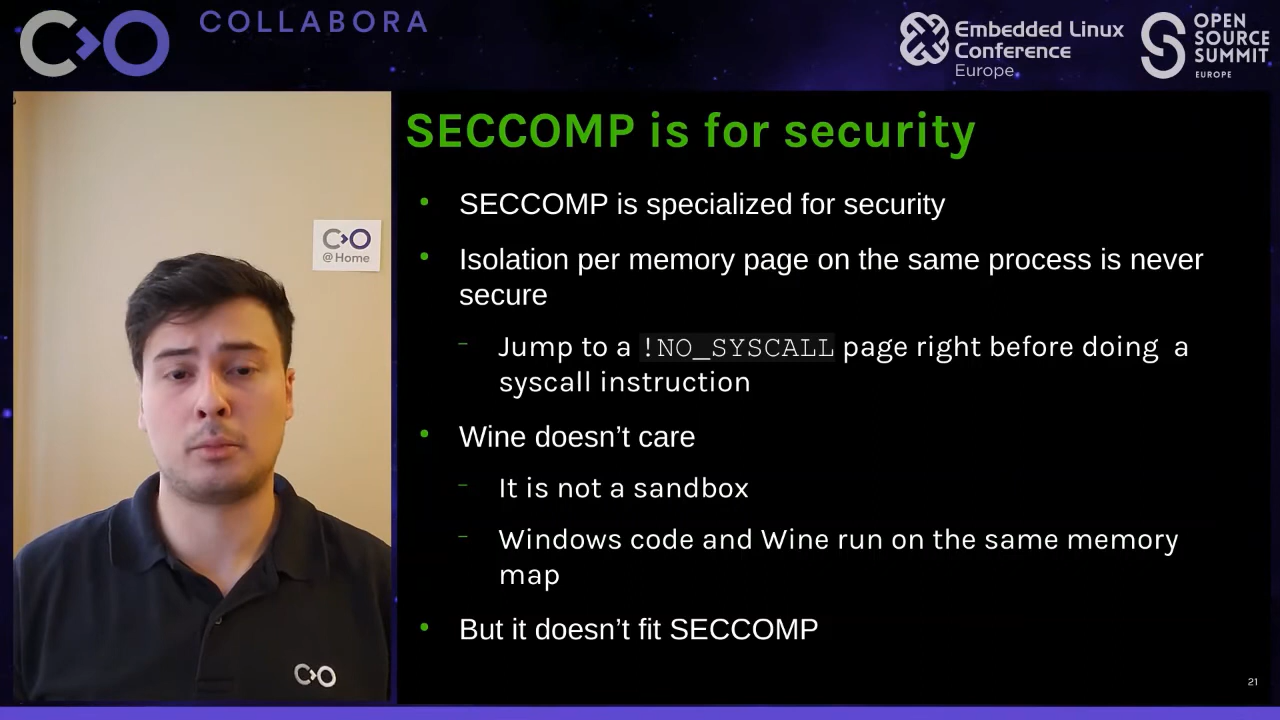 COLLABORA
Embedded Linux
Conference
Europe
OPEN
SOURCE
SUMMIT
EUROPE
@Home
SECCOMP is for security
• SECCOMP is specialized for security
• Isolation per memory page on the same process is never
secure
– Jump to a !NO_SYSCALL page right before doing a
syscall instruction
• Wine doesn’t care
– It is not a sandbox
– Windows code and Wine run on the same memory
map
• But it doesn’t fit SECCOMP
21